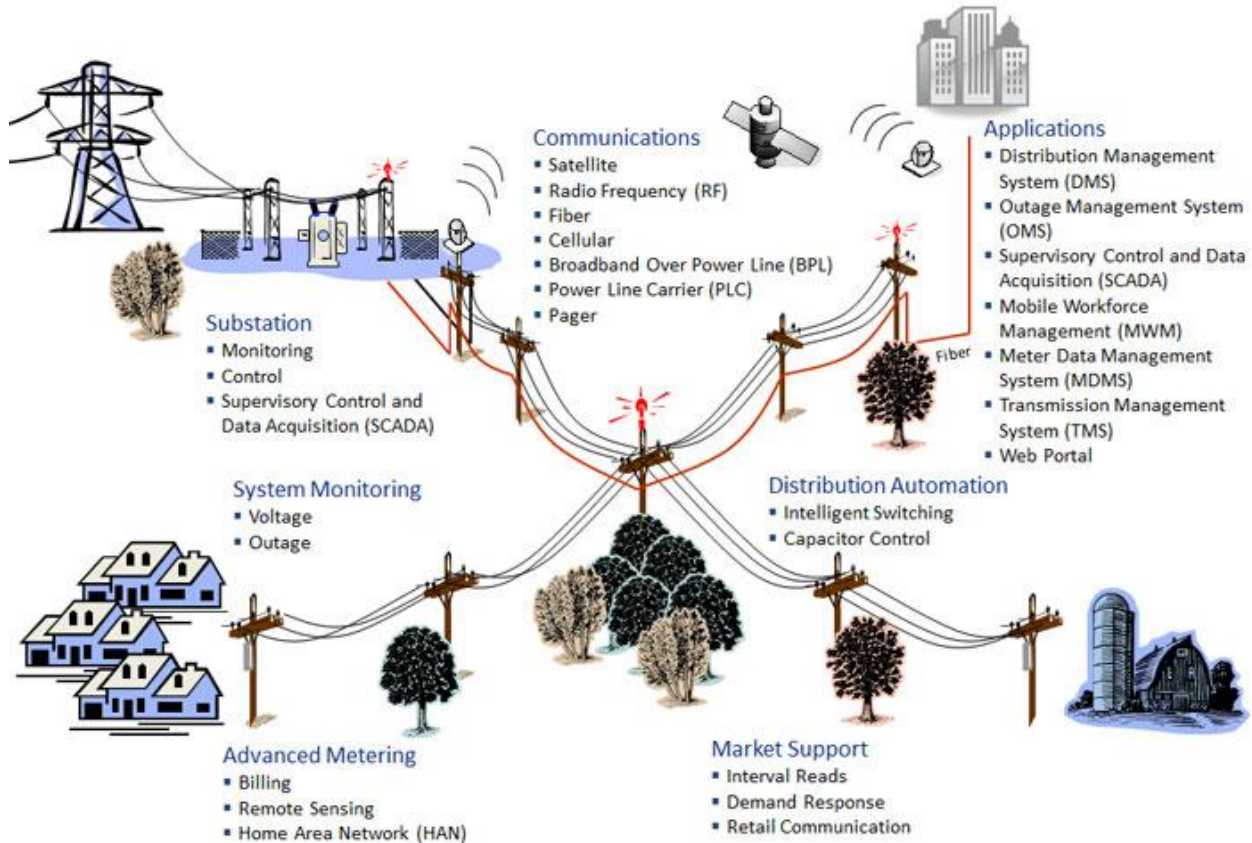 Communications
▪ Satellite
▪ Radio Frequency (RF)
▪ Fiber
▪ Cellular
▪ Broadband Over Power Line (BPL)
▪ Power Line Carrier (PLC)
▪ Pager
Applications
▪ Distribution Management
System (DMS)
▪ Outage Management System
(OMS)
▪ Supervisory Control and Data
Acquisition (SCADA)
▪ Mobile Workforce
Management (MWM)
▪ Meter Data Management
System (MDMS)
▪ Transmission Management
System (TMS)
▪ Web Portal
Fiber
Substation
▪ Monitoring
▪ Control
▪ Supervisory Control and
Data Acquisition (SCADA)
System Monitoring
▪ Voltage
▪ Outage
Distribution Automation
▪ Intelligent Switching
▪ Capacitor Control
Advanced Metering
▪ Billing
▪ Remote Sensing
▪ Home Area Network (HAN)
Market Support
▪ Interval Reads
▪ Demand Response
▪ Retail Communication